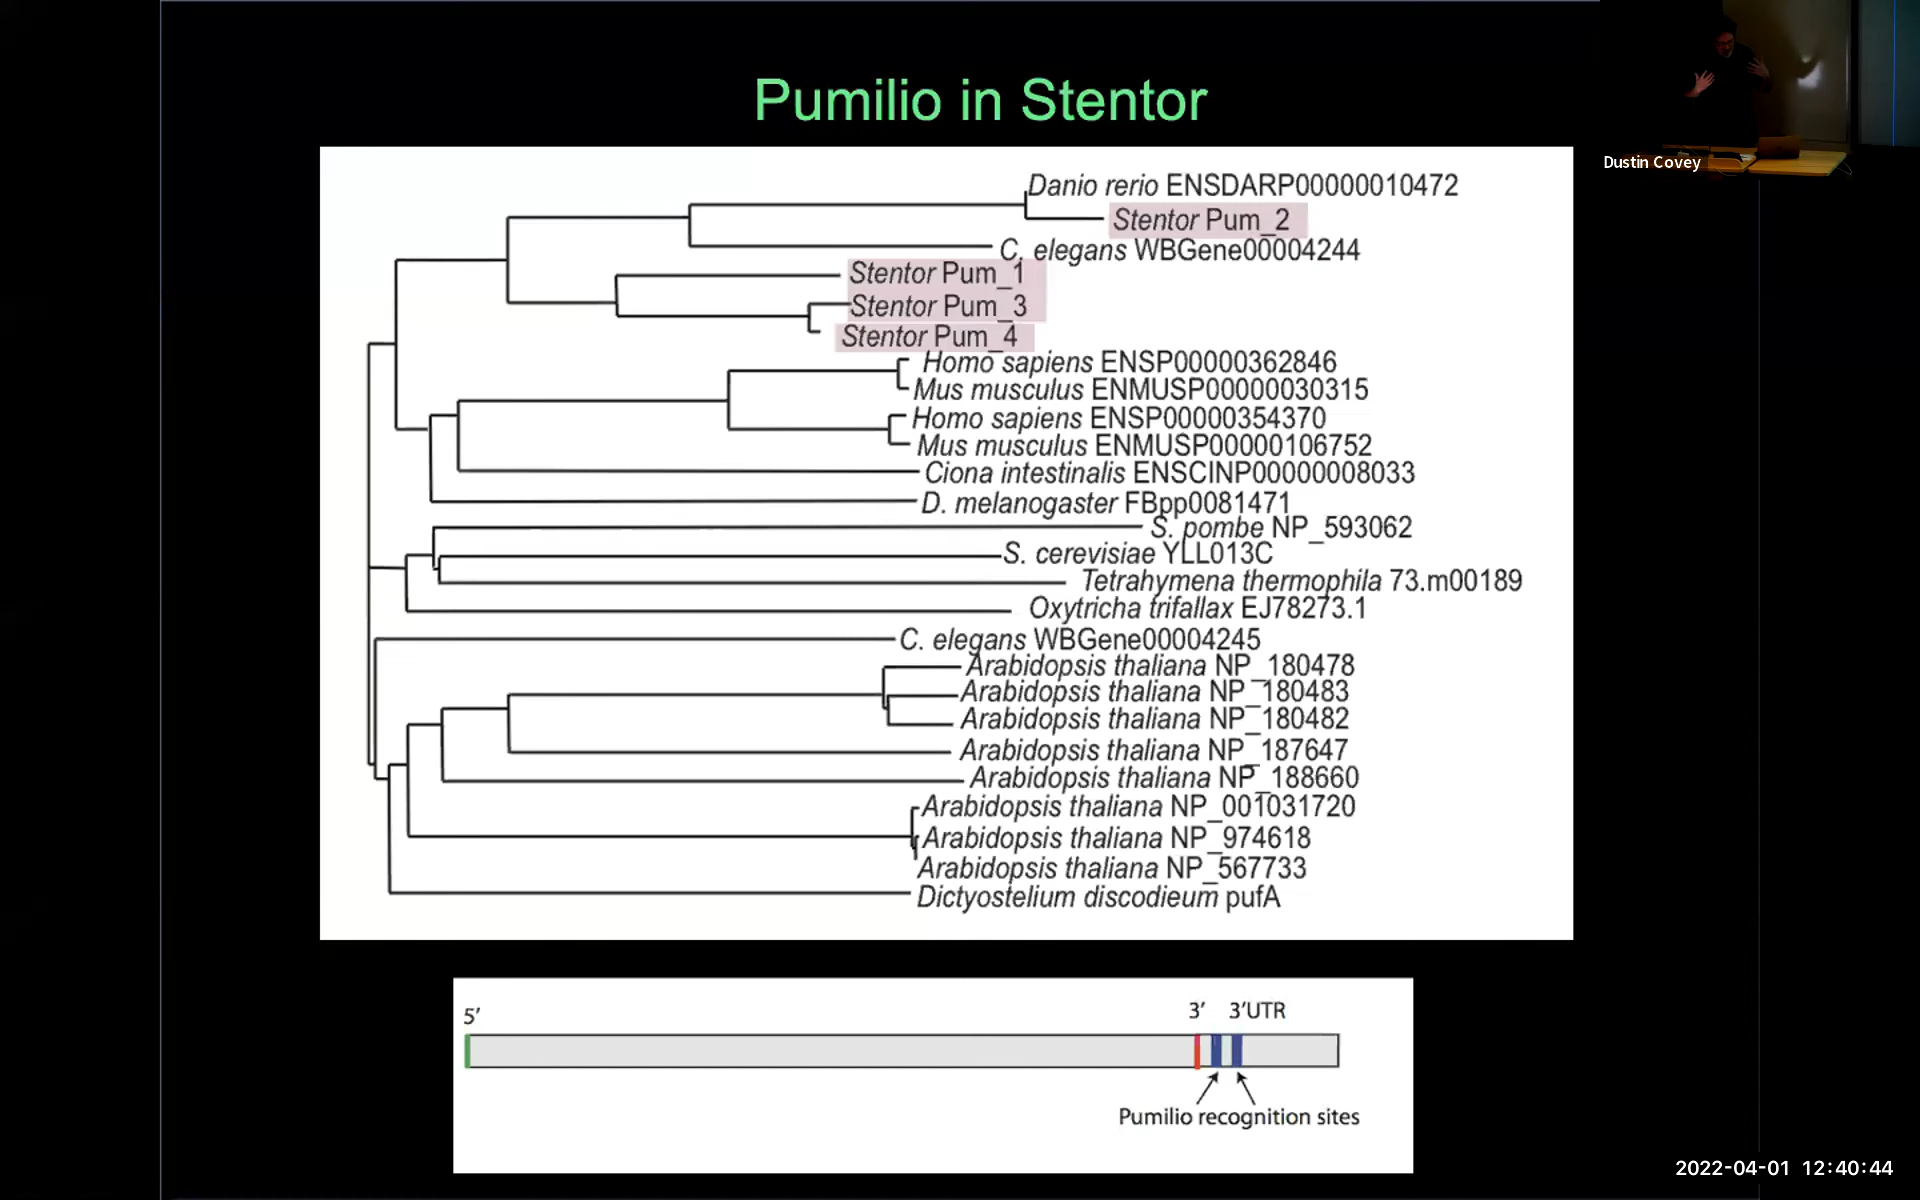 Pumilio in Stentor
Dustin Covey
Danio rerio ENSDARP00000010472
Stentor Pum_2
C. elegans WBGene00004244
Stentor Pum_1
Stentor Pum_3
Stentor Pum_4
Homo sapiens ENSP00000362846
Mus musculus ENMUSP00000030315
Homo sapiens ENSP00000354370
Mus musculus ENMUSP00000106752
Ciona intestinalis ENSCINP00000008033
D. melanogaster FBpp0081471
S. pombe NP_593062
S. cerevisiae YLL013C
Tetrahymena thermophila 73.m00189
Oxytricha trifallax EJ78273.1
C. elegans WBGene00004245
Arabidopsis thaliana NP_180478
Arabidopsis thaliana NP_180483
Arabidopsis thaliana NP_180482
Arabidopsis thaliana NP_187647
Arabidopsis thaliana NP_188660
Arabidopsis thaliana NP_001031720
Arabidopsis thaliana NP_974618
Arabidopsis thaliana NP_567733
Dictyostelium discodieum pufA
5′ 3′ 3′UTR
Pumilio recognition sites
2022-04-01 12:40:44